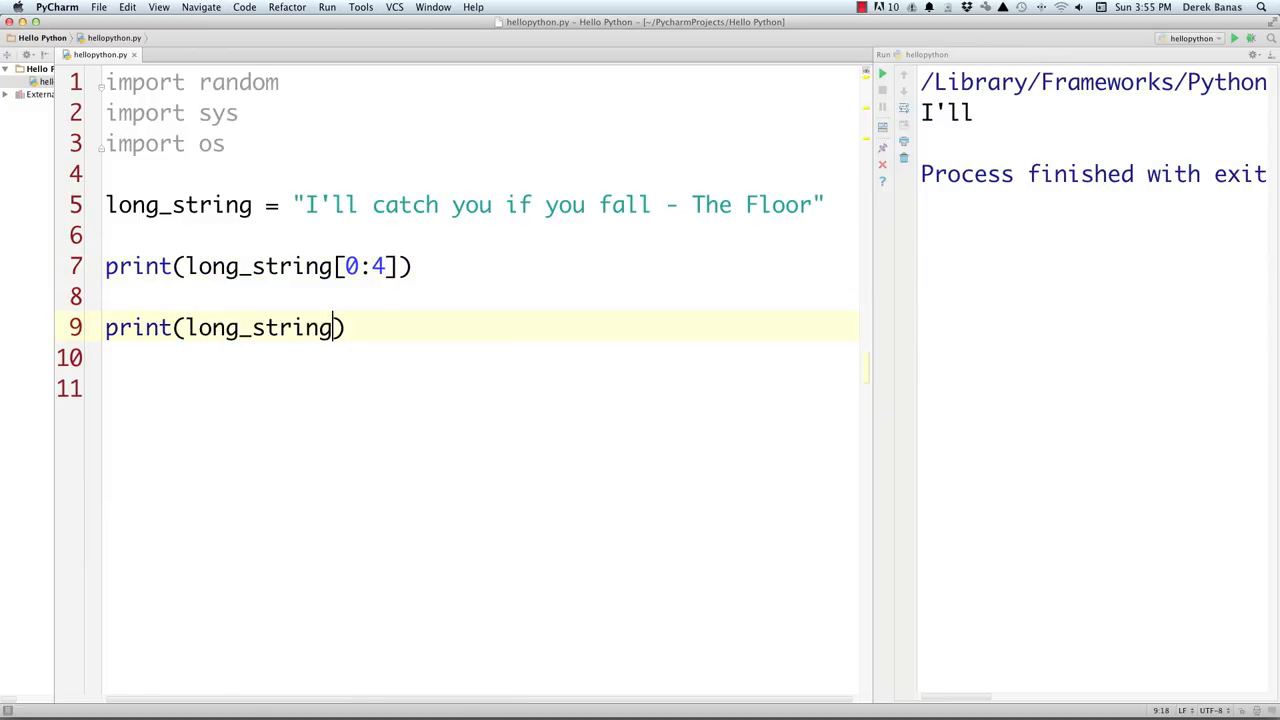 PyCharm File Edit View Navigate Code Refactor Run Tools VCS Window Help 10 Sun 3:55 PM Derek Banas
hellopython.py – Hello Python – [~/PycharmProjects/Hello Python]
Hello Python hellopython.py hellopython
hellopython.py Run hellopython
Hello P
hell
Externa
1 import random
2 import sys
3 import os
4
5 long_string = "I'll catch you if you fall - The Floor"
6
7 print(long_string[0:4])
8
9 print(long_string)
10
11
/Library/Frameworks/Python
I'll
Process finished with exit
9:18 LF UTF-8